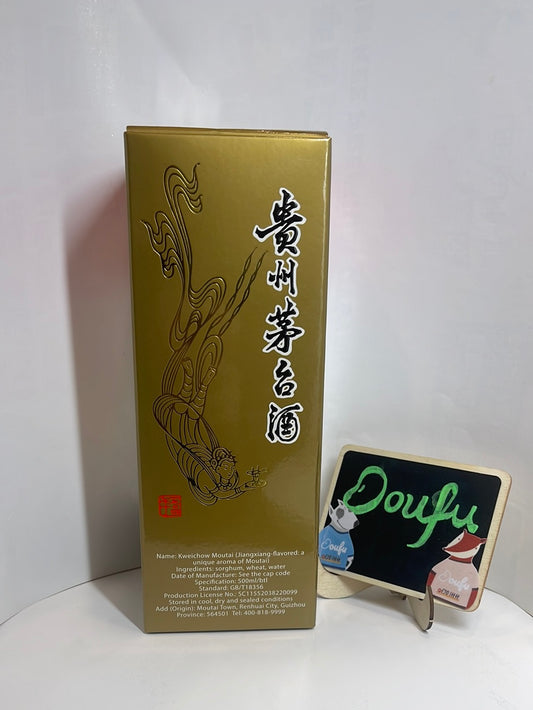 貴州茅台酒
Name: Kweichow Moutai (Jiangxiang-flavored: a
unique aroma of Moutai)
Ingredients: sorghum, wheat, water
Date of Manufacture: See the cap code
Specification: 500ml/btl
Standard: GB/T18356
Production License No.: SC11552038220099
Stored in cool, dry and sealed conditions
Add (Origin): Moutai Town, Renhuai City, Guizhou
Province: 564501 Tel: 400-818-9999
Doufu
Doufu
Doufu